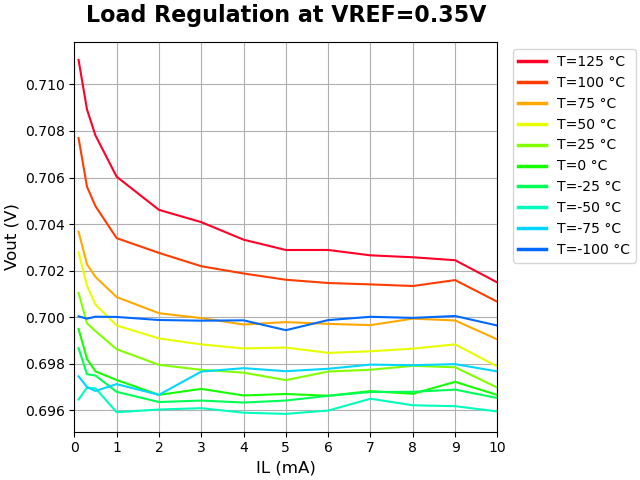 Load Regulation at VREF=0.35V
Vout (V)
0.710
0.708
0.706
0.704
0.702
0.700
0.698
0.696
0 1 2 3 4 5 6 7 8 9 10
IL (mA)
T=125 °C
T=100 °C
T=75 °C
T=50 °C
T=25 °C
T=0 °C
T=-25 °C
T=-50 °C
T=-75 °C
T=-100 °C